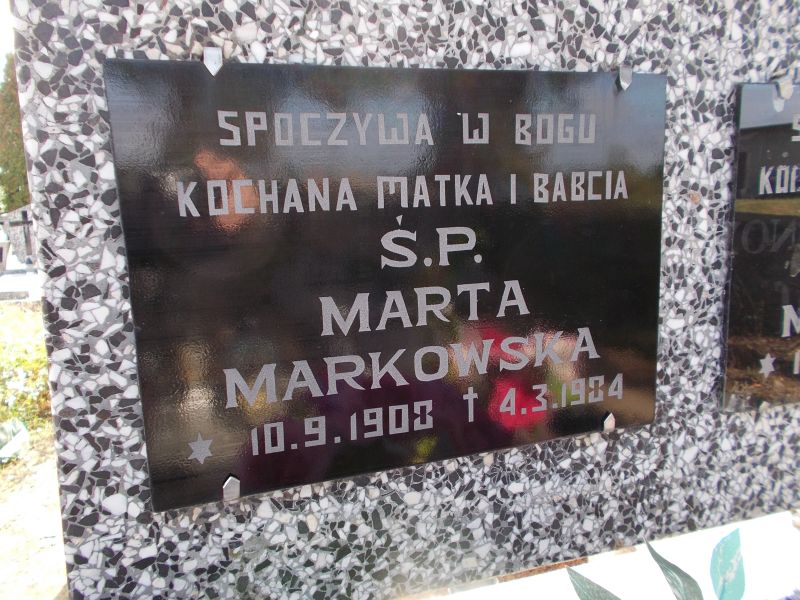 SPOCZYWA W BOGU
KOCHANA MATKA I BABCIA
Ś.P.
MARTA
MARKOWSKA
* 10.9.1908 † 4.3.1984